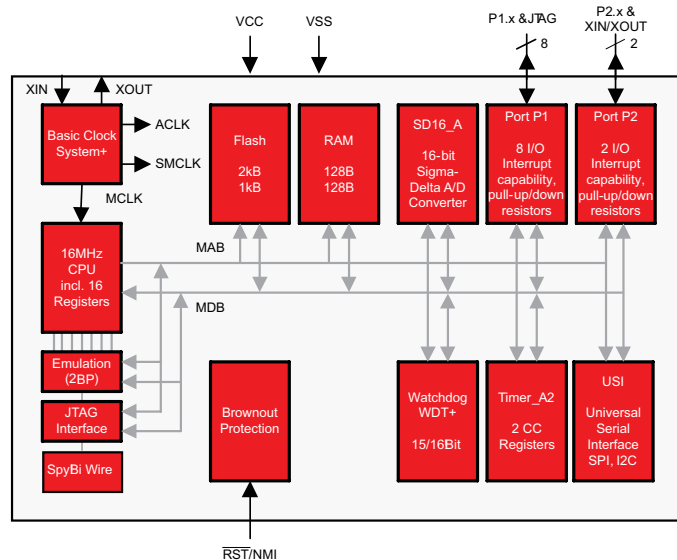 VCC
VSS
P1.x &JTAG
8
P2.x &
XIN/XOUT
2
XIN
XOUT
Basic Clock
System+
ACLK
SMCLK
MCLK
Flash
2kB
1kB
RAM
128B
128B
SD16_A
16-bit
Sigma-
Delta A/D
Converter
Port P1
8 I/O
Interrupt
capability,
pull-up/down
resistors
Port P2
2 I/O
Interrupt
capability,
pull-up/down
resistors
16MHz
CPU
incl. 16
Registers
MAB
MDB
Emulation
(2BP)
JTAG
Interface
SpyBi Wire
Brownout
Protection
Watchdog
WDT+
15/16Bit
Timer_A2
2 CC
Registers
USI
Universal
Serial
Interface
SPI, I2C
RST/NMI